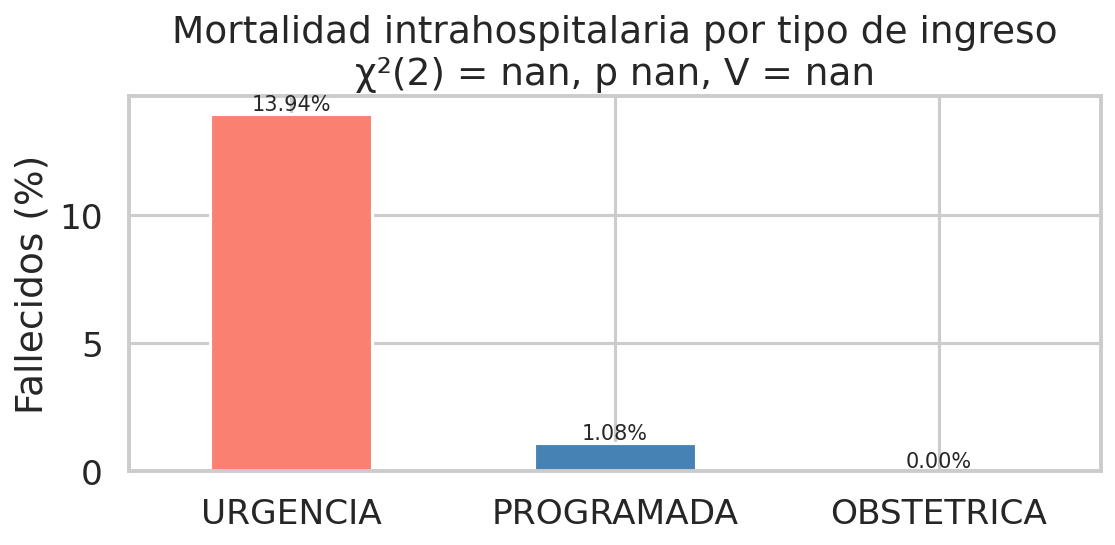 Mortalidad intrahospitalaria por tipo de ingreso
χ²(2) = nan, p nan, V = nan
Fallecidos (%)
10
5
0
13.94%
1.08%
0.00%
URGENCIA
PROGRAMADA
OBSTETRICA